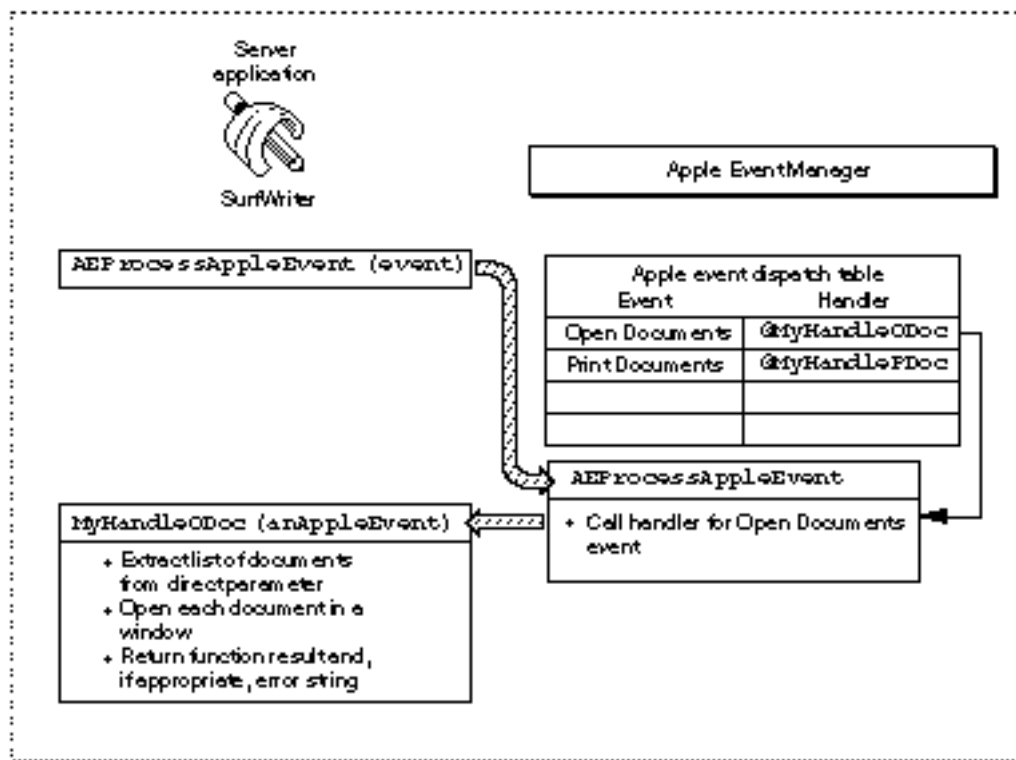 Server
application
SurfWriter
Apple Event Manager
AEProcessAppleEvent (event)
Apple event dispatch table
Event Handler
Open Documents @MyHandleODoc
Print Documents @MyHandlePDoc
AEProcessAppleEvent
• Call handler for Open Documents
event
MyHandleODoc (anAppleEvent)
• Extract list of documents
from direct parameter
• Open each document in a
window
• Return function result and,
if appropriate, error string